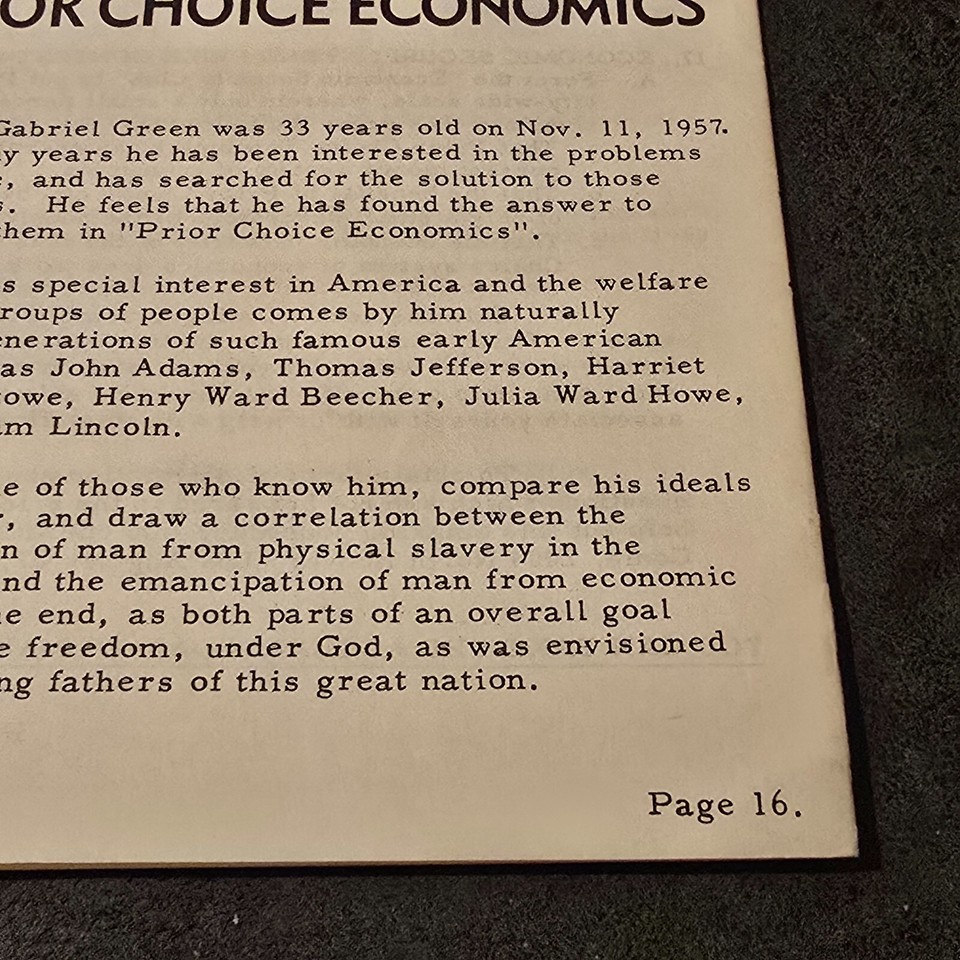 OR CHOICE ECONOMICS
Gabriel Green was 33 years old on Nov. 11, 1957.
y years he has been interested in the problems
, and has searched for the solution to those
. He feels that he has found the answer to
them in "Prior Choice Economics".
s special interest in America and the welfare
roups of people comes by him naturally
enerations of such famous early American
as John Adams, Thomas Jefferson, Harriet
owe, Henry Ward Beecher, Julia Ward Howe,
am Lincoln.
e of those who know him, compare his ideals
, and draw a correlation between the
n of man from physical slavery in the
nd the emancipation of man from economic
e end, as both parts of an overall goal
e freedom, under God, as was envisioned
ng fathers of this great nation.
Page 16.